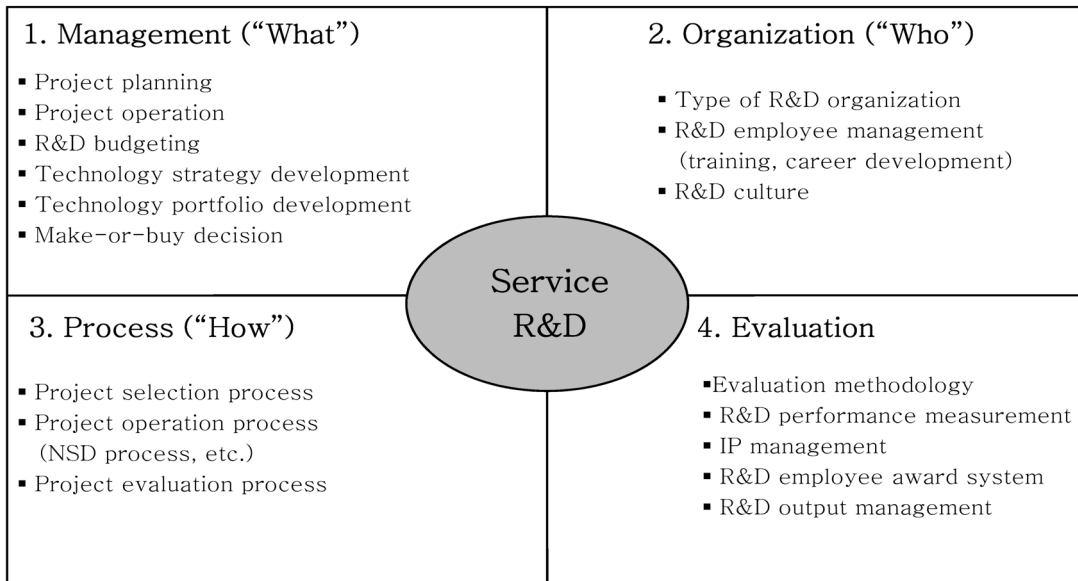 1. Management (“What”)
▪ Project planning
▪ Project operation
▪ R&D budgeting
▪ Technology strategy development
▪ Technology portfolio development
▪ Make-or-buy decision
2. Organization (“Who”)
▪ Type of R&D organization
▪ R&D employee management
(training, career development)
▪ R&D culture
Service
R&D
3. Process (“How”)
▪ Project selection process
▪ Project operation process
(NSD process, etc.)
▪ Project evaluation process
4. Evaluation
▪Evaluation methodology
▪ R&D performance measurement
▪ IP management
▪ R&D employee award system
▪ R&D output management